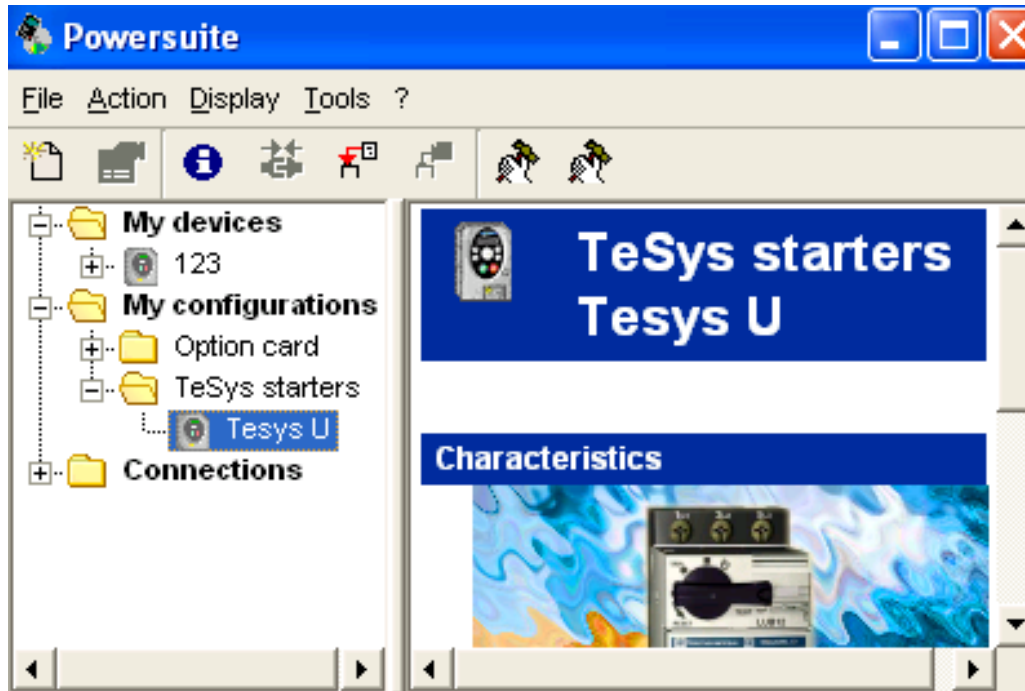 Powersuite
File Action Display Tools ?
My devices
123
My configurations
Option card
TeSys starters
Tesys U
Connections
TeSys starters
Tesys U
Characteristics